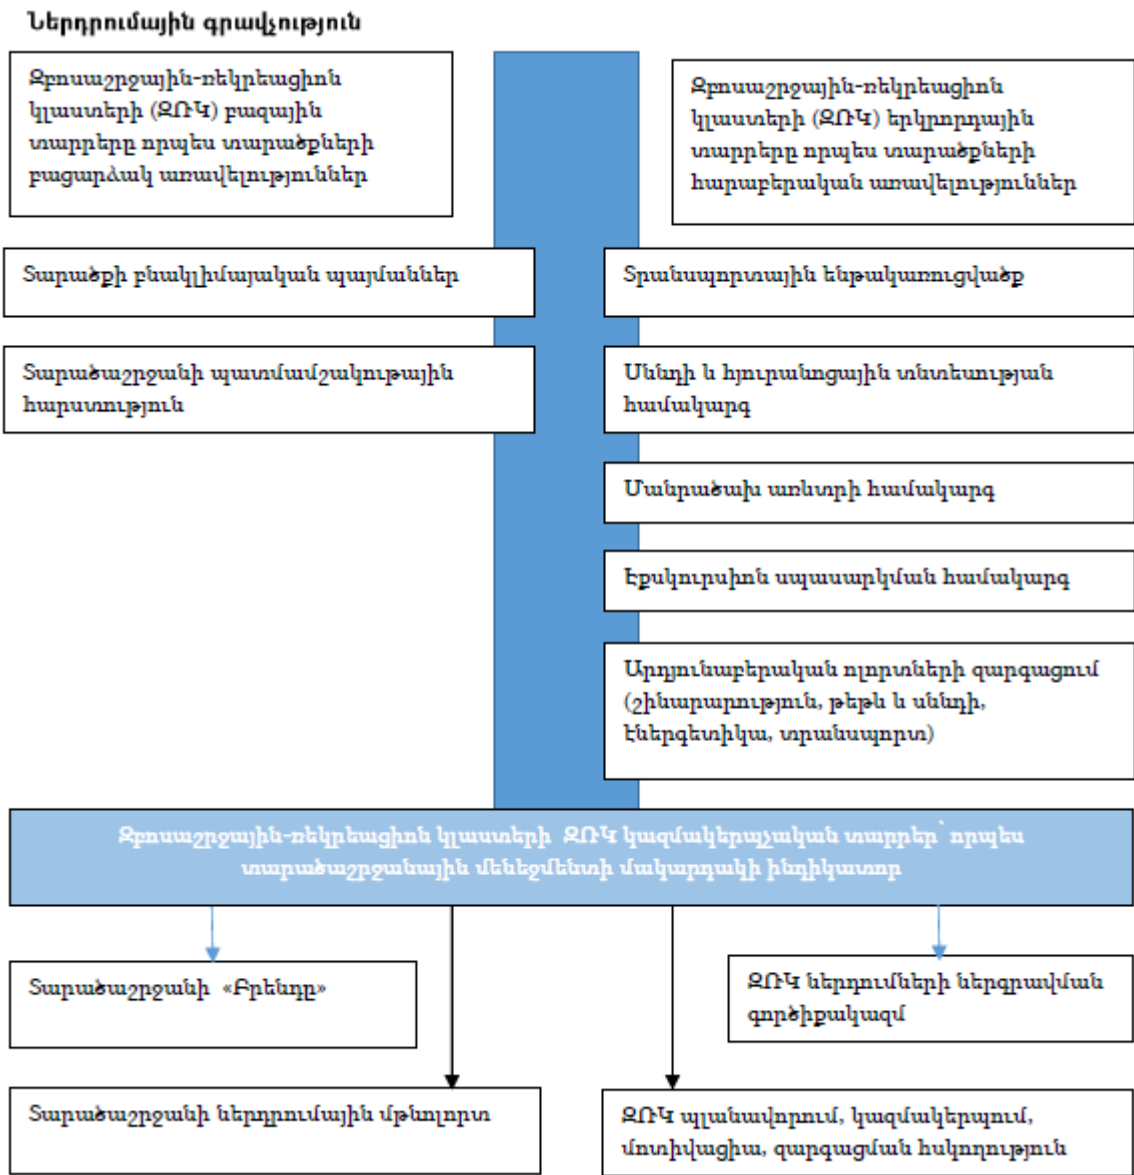 Ներդրումային գրավչություն
Զբոսաշրջային-ռեկրեացիոն
կլաստերի (ԶՌԿ) բազային
տարրերը որպես տարածքների
բացարձակ առավելություններ
Զբոսաշրջային-ռեկրեացիոն
կլաստերի (ԶՌԿ) երկրորդային
տարրերը որպես տարածքների
հարաբերական առավելություններ
Տարածքի բնակլիմայական պայմաններ
Տրանսպորտային ենթակառուցվածք
Տարածաշրջանի պատմամշակութային
հարստություն
Սննդի և հյուրանոցային տնտեսության
համակարգ
Մանրածախ առևտրի համակարգ
Էքսկուրսիոն սպասարկման համակարգ
Արդյունաբերական ոլորտների զարգացում
(շինարարություն, թեթև և սննդի,
էներգետիկա, տրանսպորտ)
Զբոսաշրջային-ռեկրեացիոն կլաստերի ԶՌԿ կազմակերպչական տարրեր՝ որպես
տարածաշրջանային մենեջմենտի մակարդակի ինդիկատոր
Տարածաշրջանի «Բրենդը»
ԶՌԿ ներդումների ներգրավման
գործիքակազմ
Տարածաշրջանի ներդրումային մթնոլորտ
ԶՌԿ պլանավորում, կազմակերպում,
մոտիվացիա, զարգացման հսկողություն